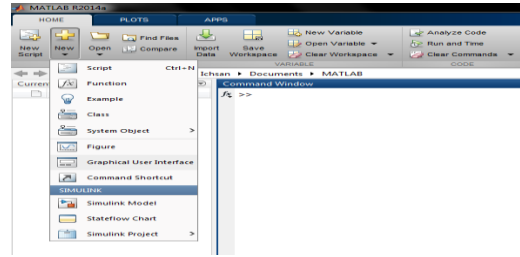 MATLAB R2014a
HOME PLOTS APPS
New Script
New
Open
Find Files
Compare
Import Data
Save Workspace
New Variable
Open Variable
Clear Workspace
VARIABLE
Analyze Code
Run and Time
Clear Commands
CODE
Ichsan ▸ Documents ▸ MATLAB
Curren
Command Window
fx >>
Script Ctrl+N
Function
Example
Class
System Object >
Figure
Graphical User Interface
Command Shortcut
SIMULINK
Simulink Model
Stateflow Chart
Simulink Project >